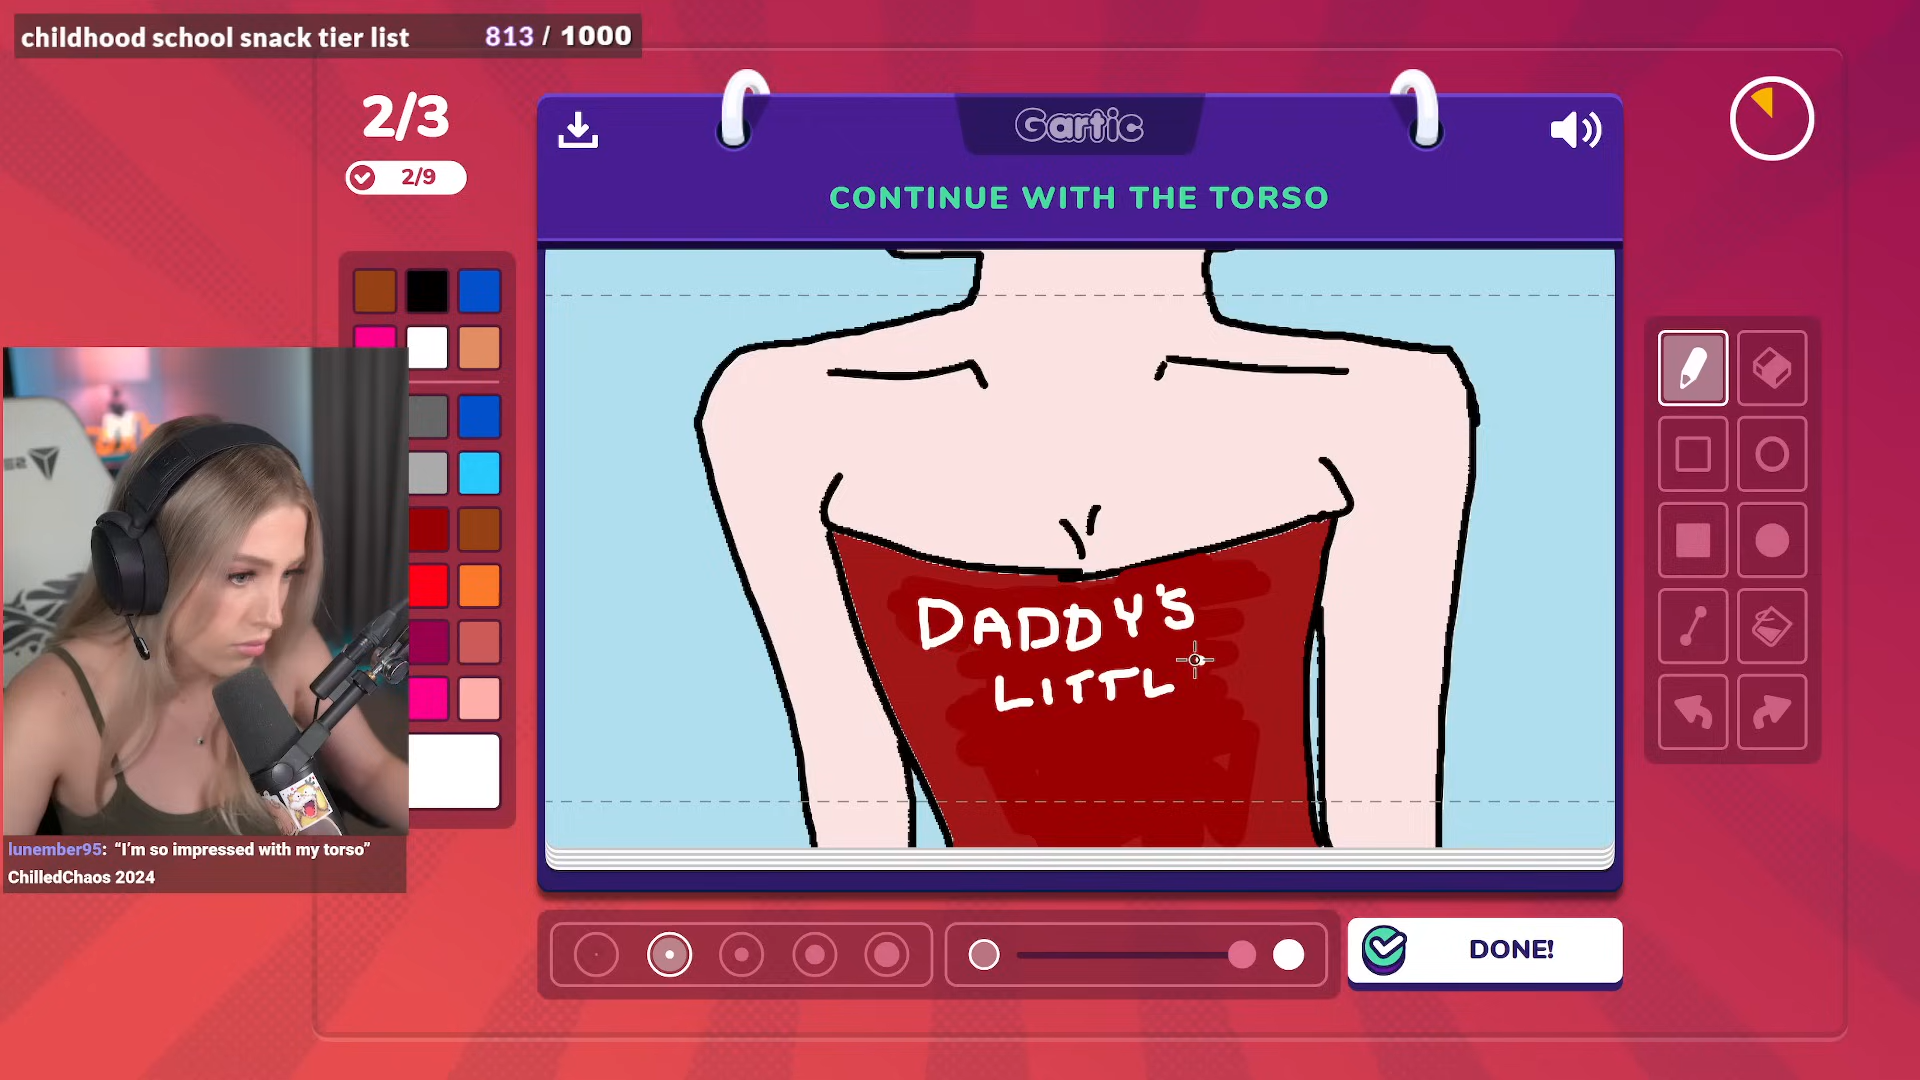 childhood school snack tier list 813 / 1000
2/3
2/9
Gartic
CONTINUE WITH THE TORSO
DADDY'S
LITTL
lunember95: “I’m so impressed with my torso”
ChilledChaos 2024
DONE!